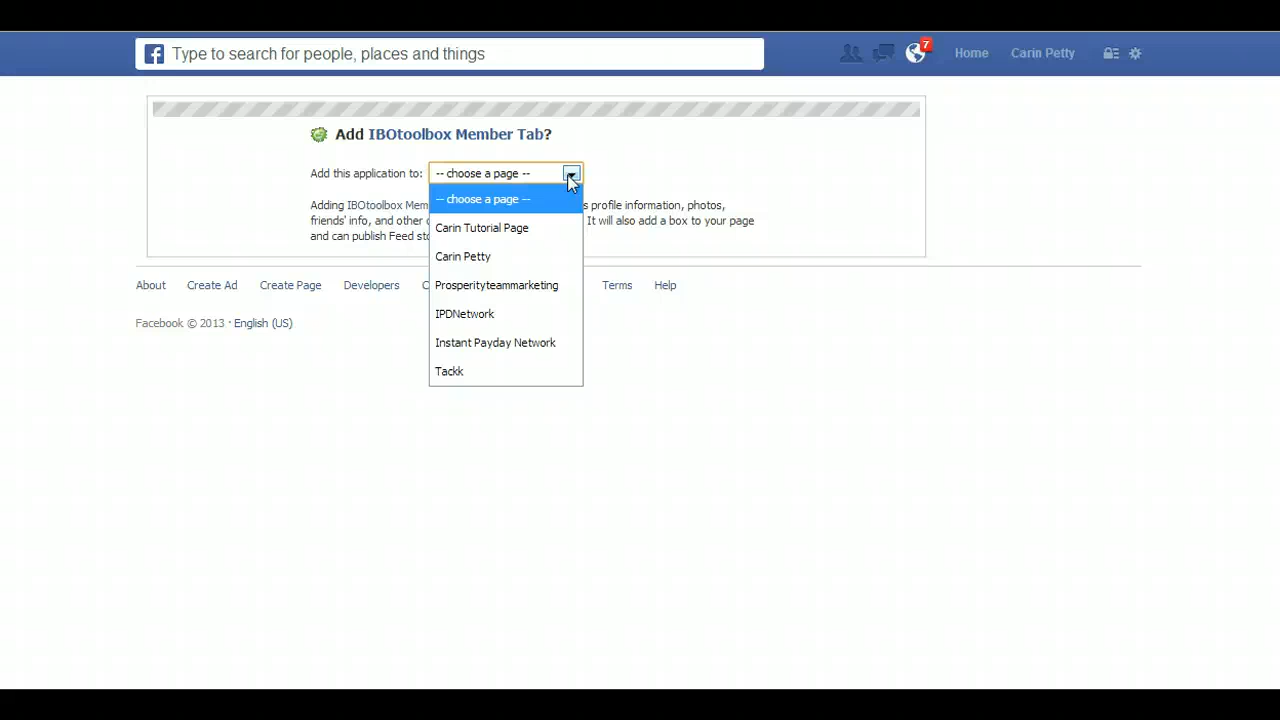 Type to search for people, places and things
7
Home
Carin Petty
Add IBOtoolbox Member Tab?
Add this application to: -- choose a page --
-- choose a page --
Carin Tutorial Page
Carin Petty
Prosperityteammarketing
IPDNetwork
Instant Payday Network
Tackk
Adding IBOtoolbox Mem profile information, photos,
friends' info, and other It will also add a box to your page
and can publish Feed
About Create Ad Create Page Developers Terms Help
Facebook © 2013 · English (US)